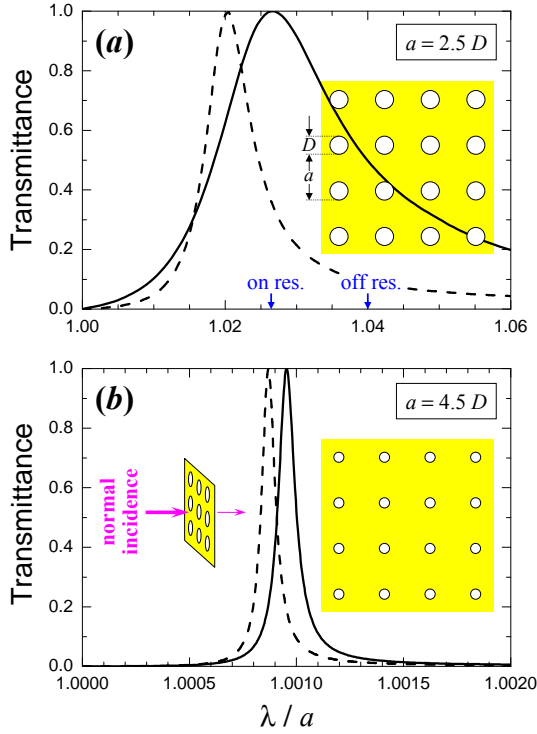 (a)
a = 2.5 D
Transmittance
1.0
0.8
0.6
0.4
0.2
0.0
D
a
on res.
off res.
1.00
1.02
1.04
1.06
(b)
a = 4.5 D
Transmittance
1.0
0.8
0.6
0.4
0.2
0.0
normal
incidence
1.0000
1.0005
1.0010
1.0015
1.0020
λ / a